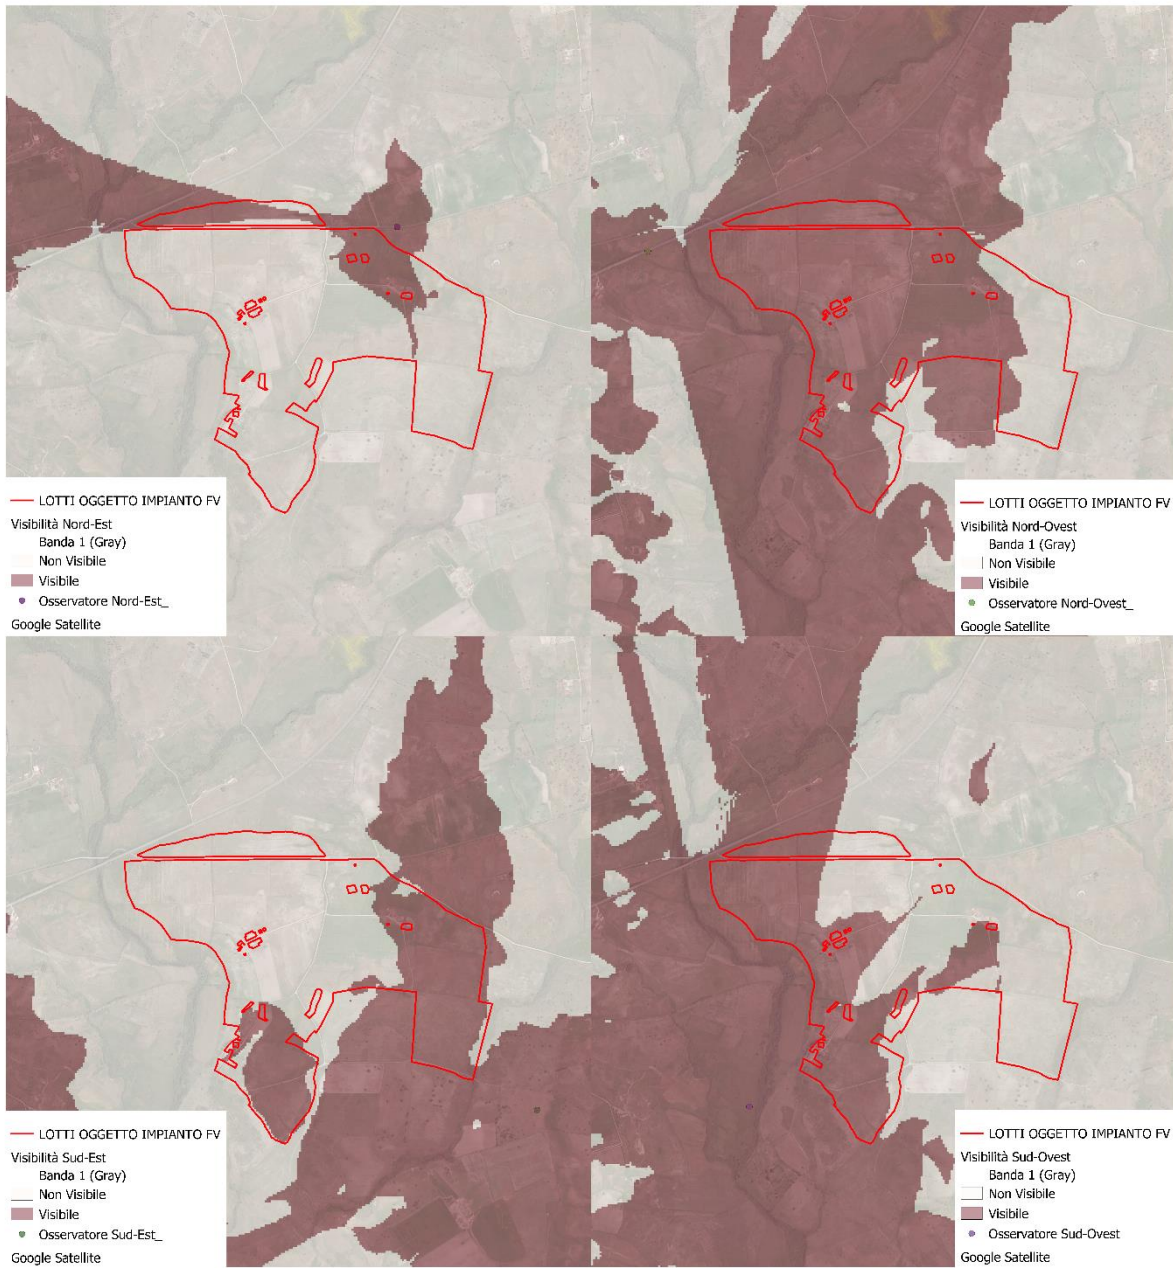 LOTTI OGGETTO IMPIANTO FV
Visibilità Nord-Est
Banda 1 (Gray)
Non Visibile
Visibile
Osservatore Nord-Est_
Google Satellite
LOTTI OGGETTO IMPIANTO FV
Visibilità Nord-Ovest
Banda 1 (Gray)
Non Visibile
Visibile
Osservatore Nord-Ovest_
Google Satellite
LOTTI OGGETTO IMPIANTO FV
Visibilità Sud-Est
Banda 1 (Gray)
Non Visibile
Visibile
Osservatore Sud-Est_
Google Satellite
LOTTI OGGETTO IMPIANTO FV
Visibilità Sud-Ovest
Banda 1 (Gray)
Non Visibile
Visibile
Osservatore Sud-Ovest
Google Satellite